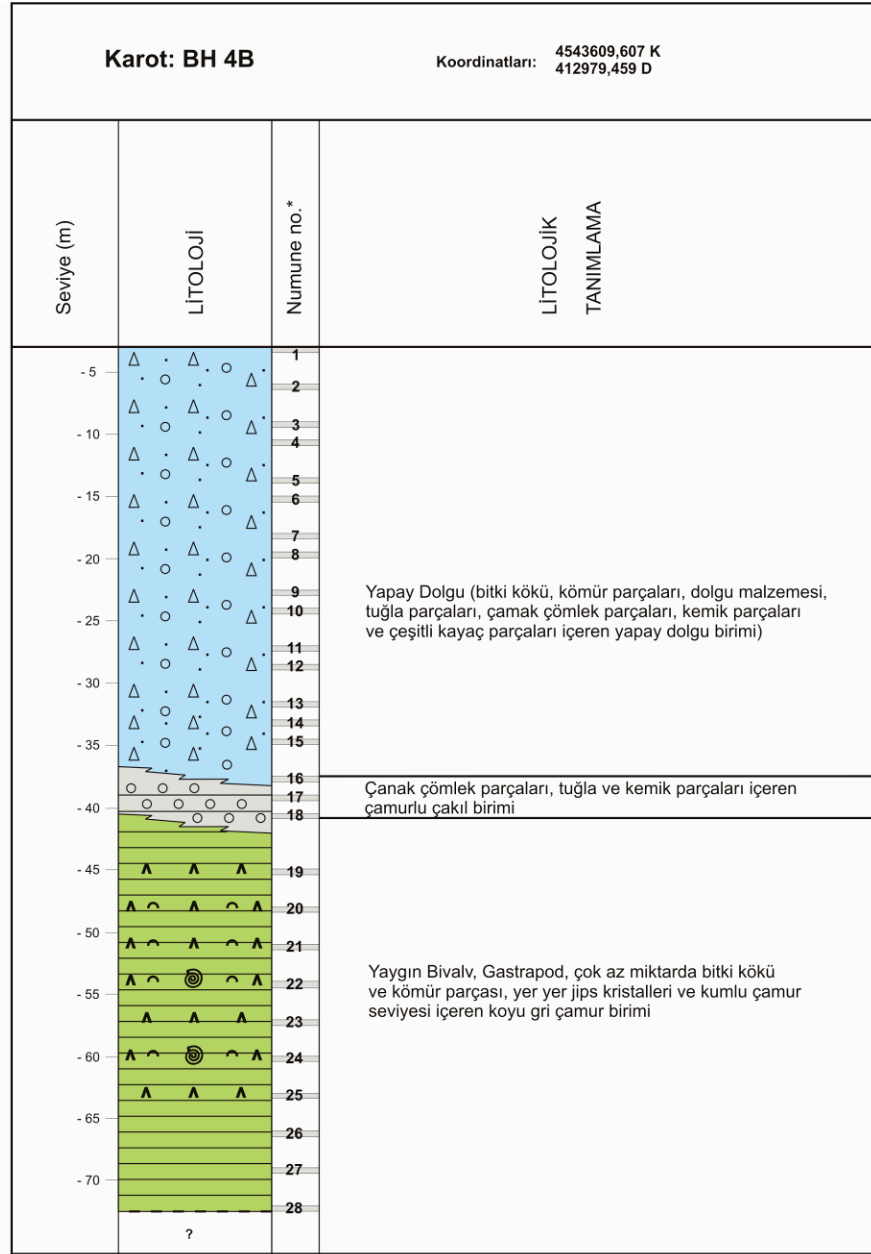 Karot: BH 4B
Koordinatları:
4543609,607 K
412979,459 D
Seviye (m)
LİTOLOJİ
Numune no.*
LİTOLOJİK
TANIMLAMA
- 5
- 10
- 15
- 20
- 25
- 30
- 35
- 40
- 45
- 50
- 55
- 60
- 65
- 70
?
1
2
3
4
5
6
7
8
9
10
11
12
13
14
15
16
17
18
19
20
21
22
23
24
25
26
27
28
Yapay Dolgu (bitki kökü, kömür parçaları, dolgu malzemesi,
tuğla parçaları, çamak çömlek parçaları, kemik parçaları
ve çeşitli kayaç parçaları içeren yapay dolgu birimi)
Çanak çömlek parçaları, tuğla ve kemik parçaları içeren
çamurlu çakıl birimi
Yaygın Bivalv, Gastrapod, çok az miktarda bitki kökü
ve kömür parçası, yer yer jips kristalleri ve kumlu çamur
seviyesi içeren koyu gri çamur birimi